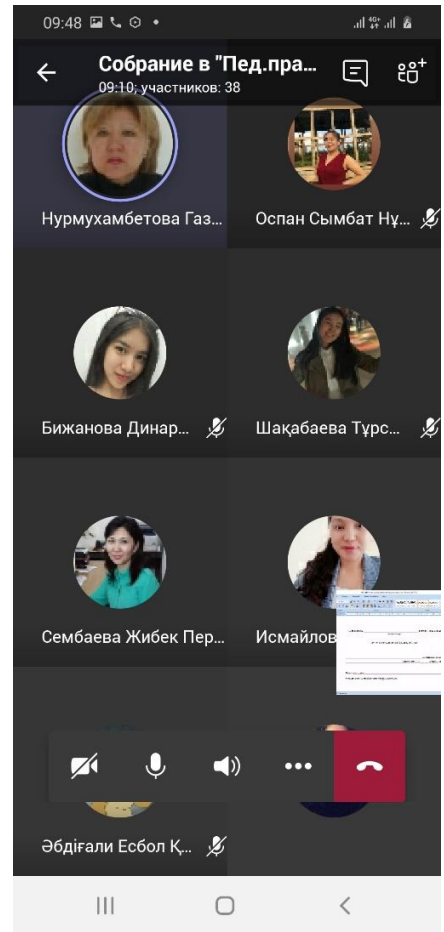 09:48
Собрание в "Пед.пра...
09:10; участников: 38
Нурмухамбетова Газ...
Оспан Сымбат Нұ...
Бижанова Динар...
Шақабаева Тұрс...
Сембаева Жибек Пер...
Исмайлов
Әбдіғали Есбол Қ...